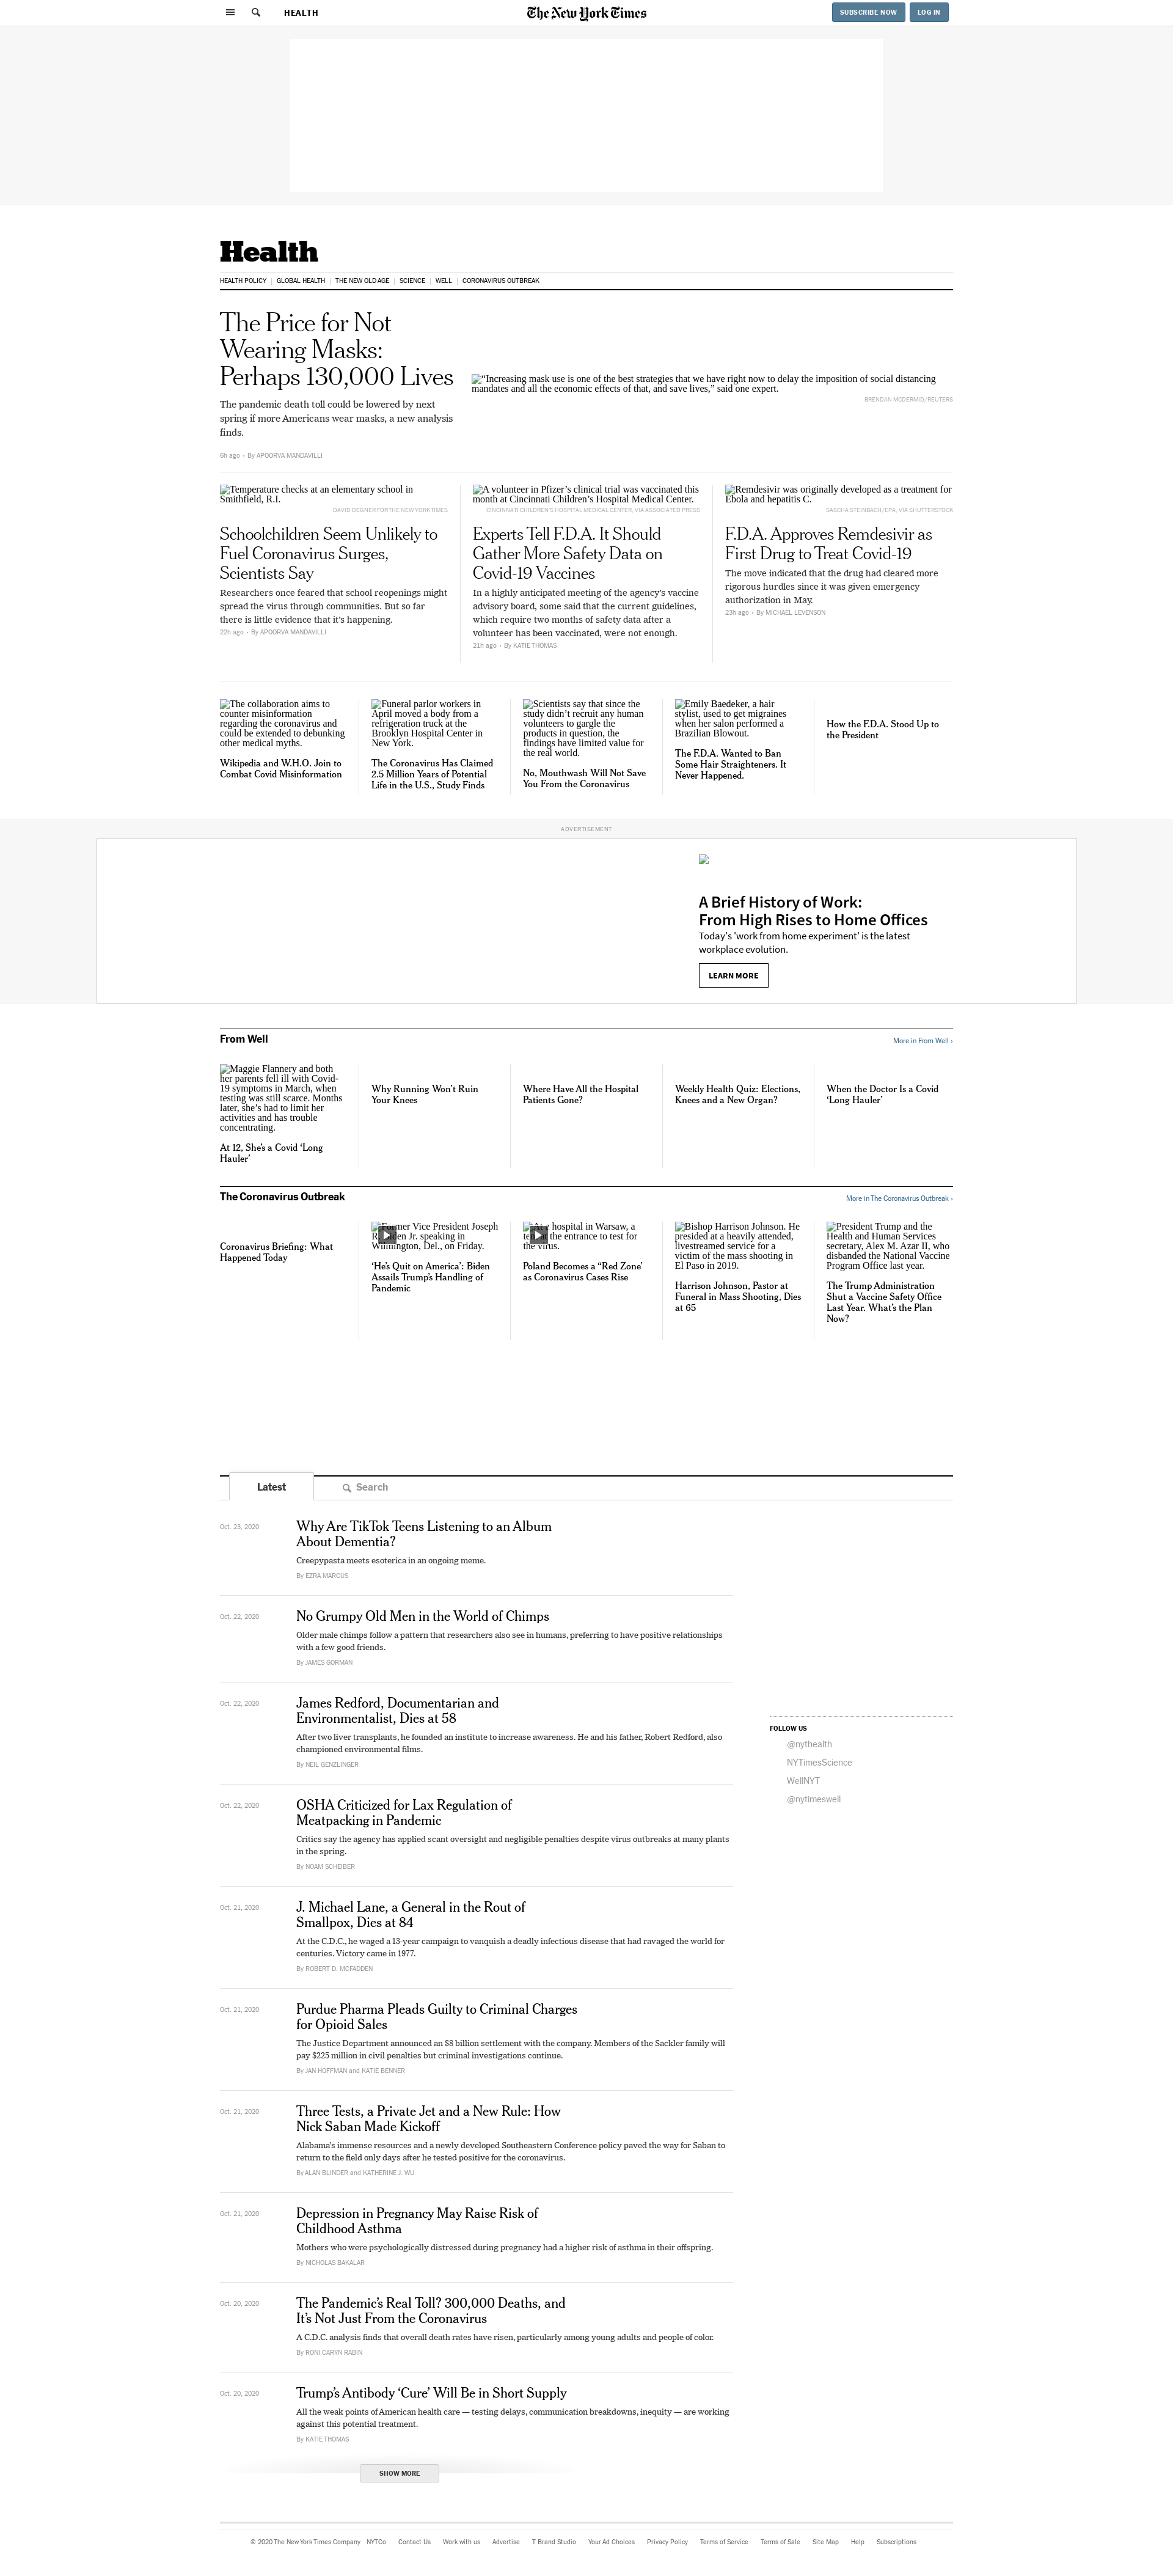 HEALTH
The New York Times
SUBSCRIBE NOW
LOG IN
Health
HEALTH POLICY
GLOBAL HEALTH
THE NEW OLD AGE
SCIENCE
WELL
CORONAVIRUS OUTBREAK
The Price for Not
Wearing Masks:
Perhaps 130,000 Lives
The pandemic death toll could be lowered by next
spring if more Americans wear masks, a new analysis
finds.
6h ago • By APOORVA MANDAVILLI
“Increasing mask use is one of the best strategies that we have right now to delay the imposition of social distancing
mandates and all the economic effects of that, and save lives,” said one expert.
BRENDAN MCDERMID/REUTERS
Temperature checks at an elementary school in
Smithfield, R.I.
DAVID DEGNER FOR THE NEW YORK TIMES
Schoolchildren Seem Unlikely to
Fuel Coronavirus Surges,
Scientists Say
Researchers once feared that school reopenings might
spread the virus through communities. But so far
there is little evidence that it’s happening.
22h ago • By APOORVA MANDAVILLI
A volunteer in Pfizer’s clinical trial was vaccinated this
month at Cincinnati Children’s Hospital Medical Center.
CINCINNATI CHILDREN’S HOSPITAL MEDICAL CENTER, VIA ASSOCIATED PRESS
Experts Tell F.D.A. It Should
Gather More Safety Data on
Covid-19 Vaccines
In a highly anticipated meeting of the agency’s vaccine
advisory board, some said that the current guidelines,
which require two months of safety data after a
volunteer has been vaccinated, were not enough.
21h ago • By KATIE THOMAS
Remdesivir was originally developed as a treatment for
Ebola and hepatitis C.
SASCHA STEINBACH/EPA, VIA SHUTTERSTOCK
F.D.A. Approves Remdesivir as
First Drug to Treat Covid-19
The move indicated that the drug had cleared more
rigorous hurdles since it was given emergency
authorization in May.
23h ago • By MICHAEL LEVENSON
The collaboration aims to
counter misinformation
regarding the coronavirus and
could be extended to debunking
other medical myths.
Wikipedia and W.H.O. Join to
Combat Covid Misinformation
Funeral parlor workers in
April moved a body from a
refrigeration truck at the
Brooklyn Hospital Center in
New York.
The Coronavirus Has Claimed
2.5 Million Years of Potential
Life in the U.S., Study Finds
Scientists say that since the
study didn’t recruit any human
volunteers to gargle the
products in question, the
findings have limited value for
the real world.
No, Mouthwash Will Not Save
You From the Coronavirus
Emily Baedeker, a hair
stylist, used to get migraines
when her salon performed a
Brazilian Blowout.
The F.D.A. Wanted to Ban
Some Hair Straighteners. It
Never Happened.
How the F.D.A. Stood Up to
the President
ADVERTISEMENT
A Brief History of Work:
From High Rises to Home Offices
Today's 'work from home experiment' is the latest
workplace evolution.
LEARN MORE
From Well
More in From Well ›
Maggie Flannery and both
her parents fell ill with Covid-
19 symptoms in March, when
testing was still scarce. Months
later, she’s had to limit her
activities and has trouble
concentrating.
At 12, She’s a Covid ‘Long
Hauler’
Why Running Won’t Ruin
Your Knees
Where Have All the Hospital
Patients Gone?
Weekly Health Quiz: Elections,
Knees and a New Organ?
When the Doctor Is a Covid
‘Long Hauler’
The Coronavirus Outbreak
More in The Coronavirus Outbreak ›
Coronavirus Briefing: What
Happened Today
Former Vice President Joseph
R. Biden Jr. speaking in
Wilmington, Del., on Friday.
‘He’s Quit on America’: Biden
Assails Trump’s Handling of
Pandemic
At a hospital in Warsaw, a
tent at the entrance to test for
the virus.
Poland Becomes a “Red Zone’
as Coronavirus Cases Rise
Bishop Harrison Johnson. He
presided at a heavily attended,
livestreamed service for a
victim of the mass shooting in
El Paso in 2019.
Harrison Johnson, Pastor at
Funeral in Mass Shooting, Dies
at 65
President Trump and the
Health and Human Services
secretary, Alex M. Azar II, who
disbanded the National Vaccine
Program Office last year.
The Trump Administration
Shut a Vaccine Safety Office
Last Year. What’s the Plan
Now?
Latest
Search
Oct. 23, 2020
Why Are TikTok Teens Listening to an Album
About Dementia?
Creepypasta meets esoterica in an ongoing meme.
By EZRA MARCUS
Oct. 22, 2020
No Grumpy Old Men in the World of Chimps
Older male chimps follow a pattern that researchers also see in humans, preferring to have positive relationships
with a few good friends.
By JAMES GORMAN
Oct. 22, 2020
James Redford, Documentarian and
Environmentalist, Dies at 58
After two liver transplants, he founded an institute to increase awareness. He and his father, Robert Redford, also
championed environmental films.
By NEIL GENZLINGER
Oct. 22, 2020
OSHA Criticized for Lax Regulation of
Meatpacking in Pandemic
Critics say the agency has applied scant oversight and negligible penalties despite virus outbreaks at many plants
in the spring.
By NOAM SCHEIBER
Oct. 21, 2020
J. Michael Lane, a General in the Rout of
Smallpox, Dies at 84
At the C.D.C., he waged a 13-year campaign to vanquish a deadly infectious disease that had ravaged the world for
centuries. Victory came in 1977.
By ROBERT D. MCFADDEN
Oct. 21, 2020
Purdue Pharma Pleads Guilty to Criminal Charges
for Opioid Sales
The Justice Department announced an $8 billion settlement with the company. Members of the Sackler family will
pay $225 million in civil penalties but criminal investigations continue.
By JAN HOFFMAN and KATIE BENNER
Oct. 21, 2020
Three Tests, a Private Jet and a New Rule: How
Nick Saban Made Kickoff
Alabama’s immense resources and a newly developed Southeastern Conference policy paved the way for Saban to
return to the field only days after he tested positive for the coronavirus.
By ALAN BLINDER and KATHERINE J. WU
Oct. 21, 2020
Depression in Pregnancy May Raise Risk of
Childhood Asthma
Mothers who were psychologically distressed during pregnancy had a higher risk of asthma in their offspring.
By NICHOLAS BAKALAR
Oct. 20, 2020
The Pandemic’s Real Toll? 300,000 Deaths, and
It’s Not Just From the Coronavirus
A C.D.C. analysis finds that overall death rates have risen, particularly among young adults and people of color.
By RONI CARYN RABIN
Oct. 20, 2020
Trump’s Antibody ‘Cure’ Will Be in Short Supply
All the weak points of American health care — testing delays, communication breakdowns, inequity — are working
against this potential treatment.
By KATIE THOMAS
SHOW MORE
FOLLOW US
@nythealth
NYTimesScience
WellNYT
@nytimeswell
© 2020 The New York Times Company
NYTCo
Contact Us
Work with us
Advertise
T Brand Studio
Your Ad Choices
Privacy Policy
Terms of Service
Terms of Sale
Site Map
Help
Subscriptions